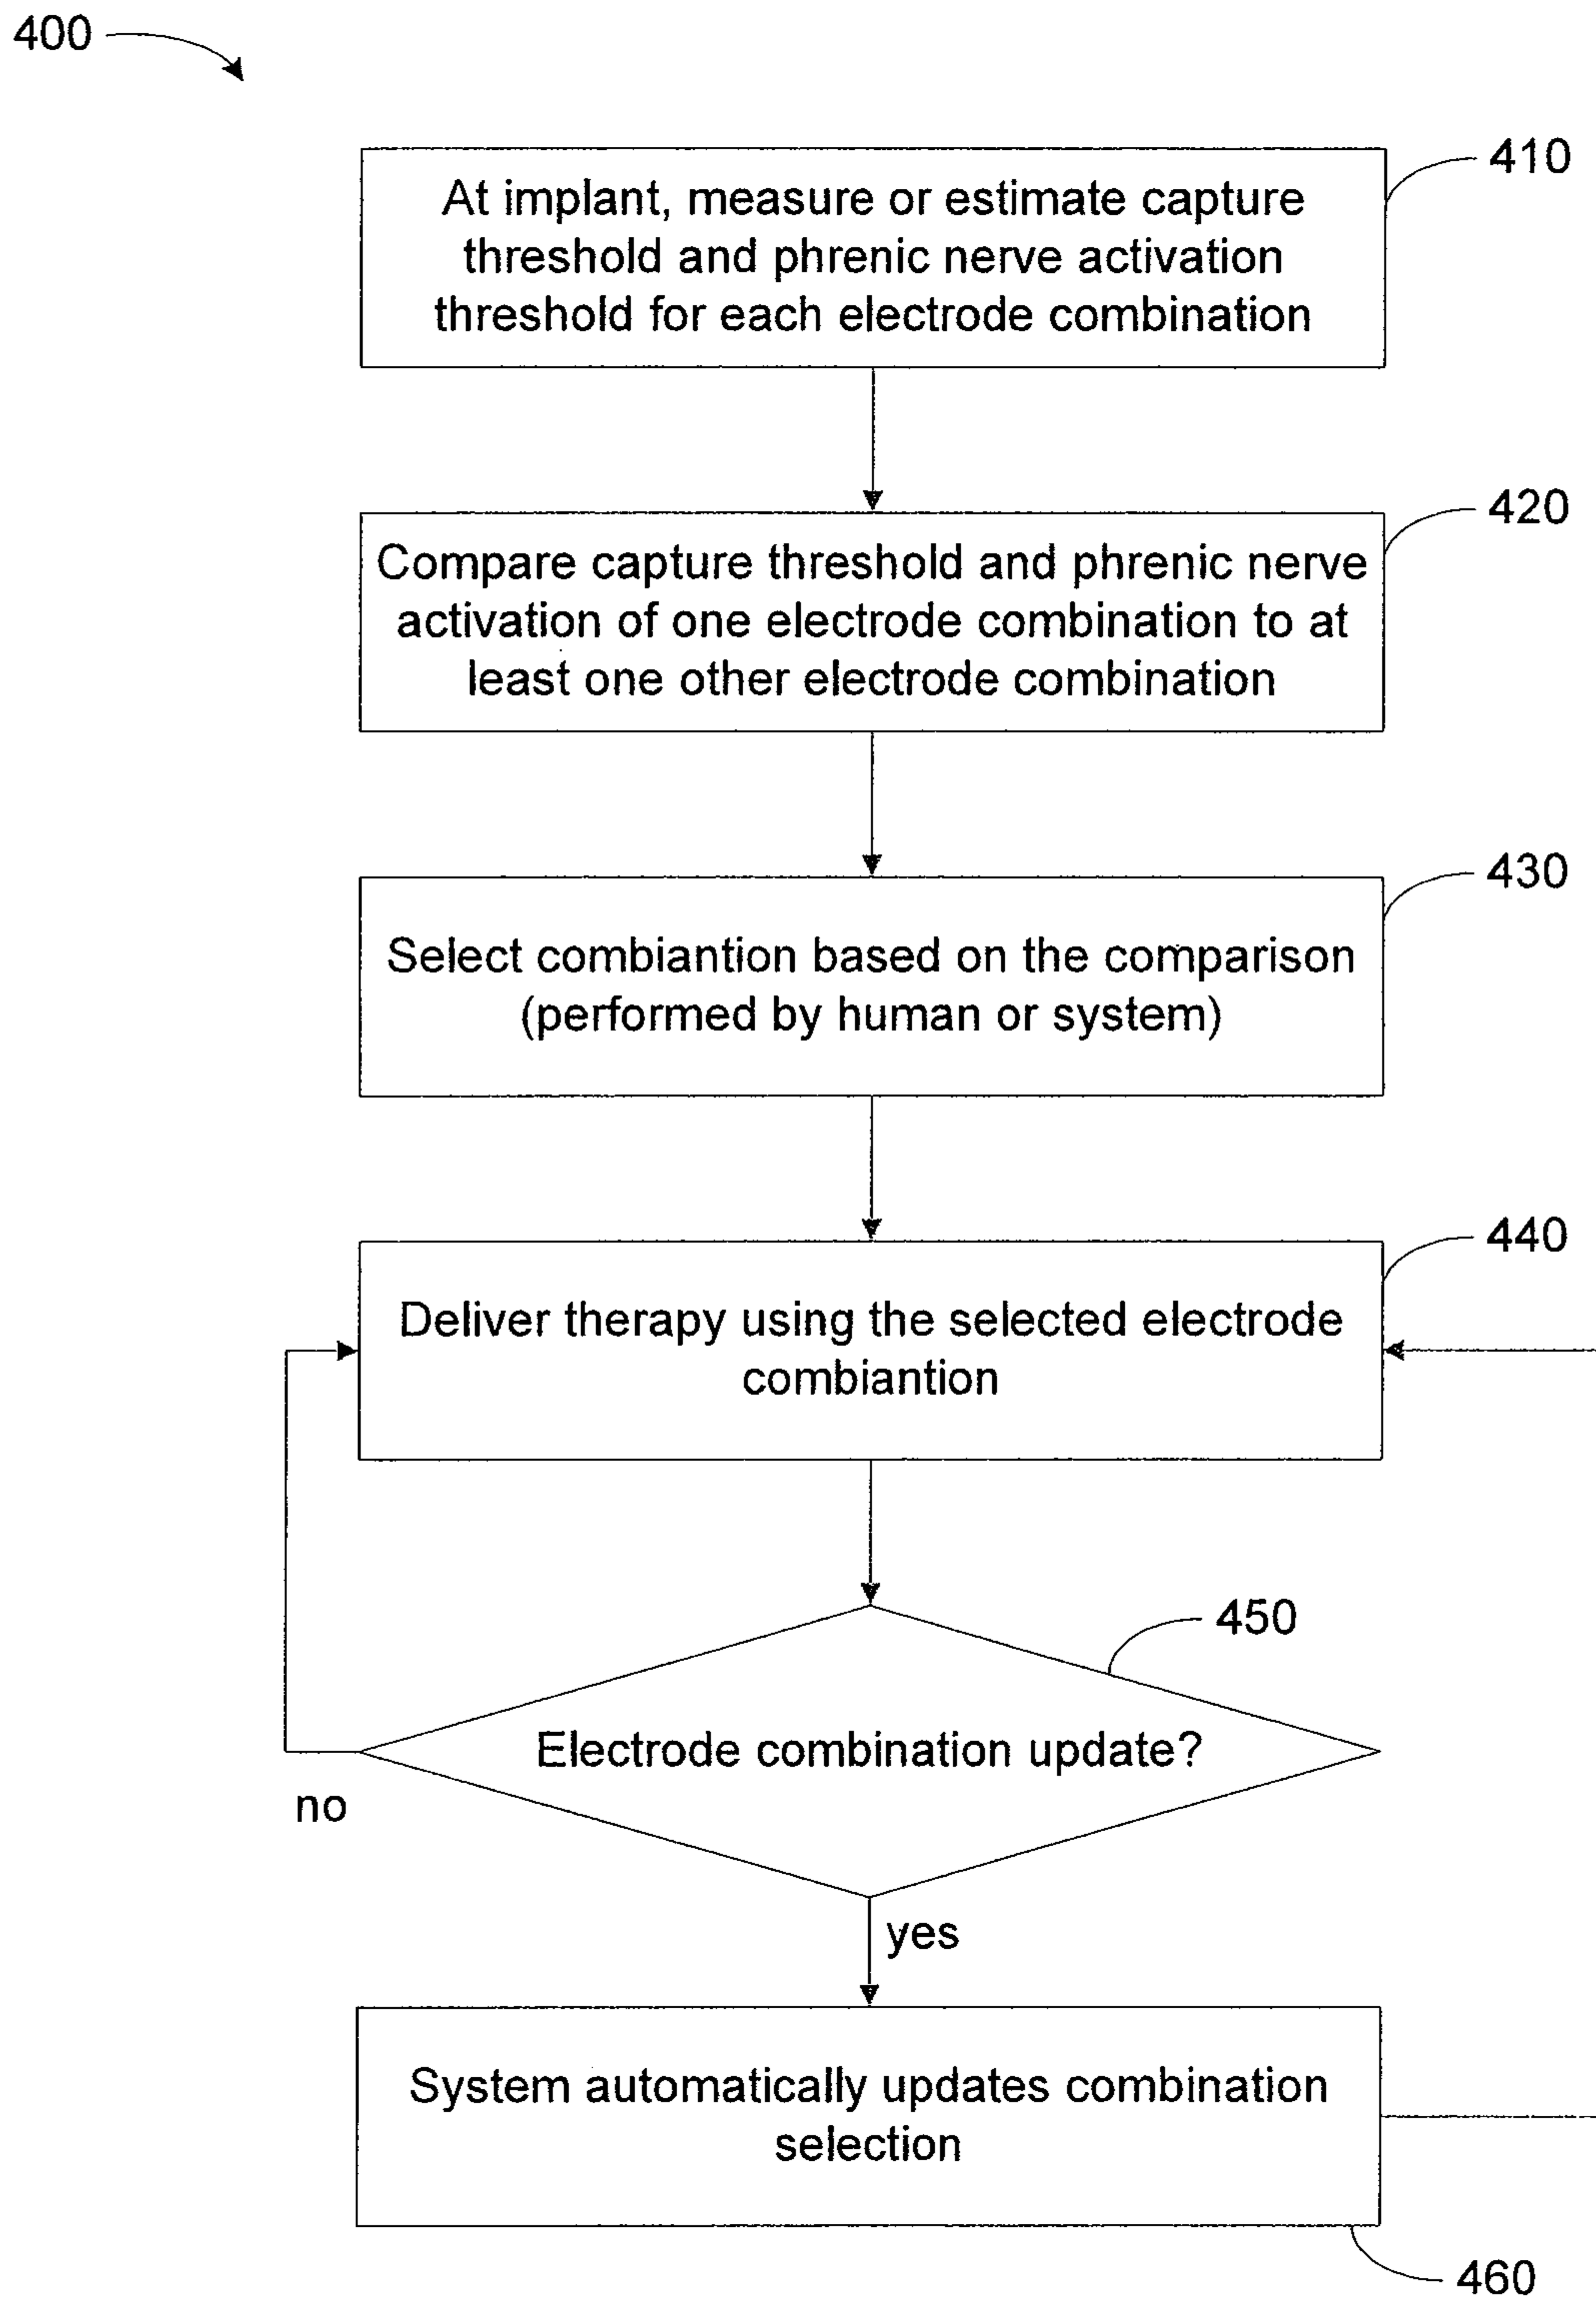 400
410
At implant, measure or estimate capture
threshold and phrenic nerve activation
threshold for each electrode combination
420
Compare capture threshold and phrenic nerve
activation of one electrode combination to at
least one other electrode combination
430
Select combiantion based on the comparison
(performed by human or system)
440
Deliver therapy using the selected electrode
combiantion
450
Electrode combination update?
no
yes
System automatically updates combination
selection
460